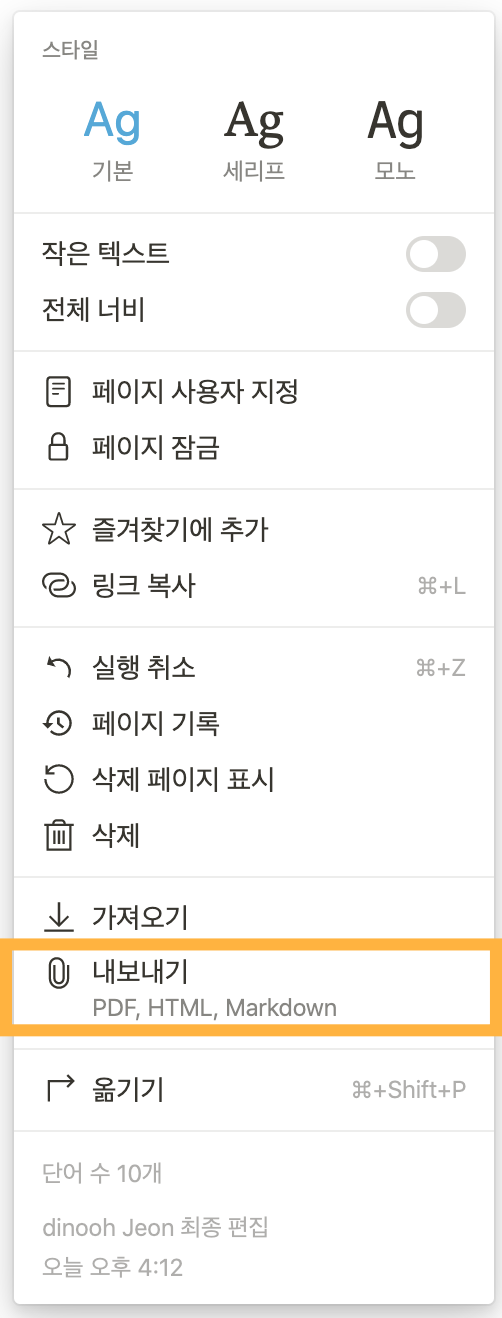 스타일
Ag Ag Ag
기본 세리프 모노
작은 텍스트
전체 너비
페이지 사용자 지정
페이지 잠금
즐겨찾기에 추가
링크 복사 ⌘+L
실행 취소 ⌘+Z
페이지 기록
삭제 페이지 표시
삭제
가져오기
내보내기
PDF, HTML, Markdown
옮기기 ⌘+Shift+P
단어 수 10개
dinooh Jeon 최종 편집
오늘 오후 4:12